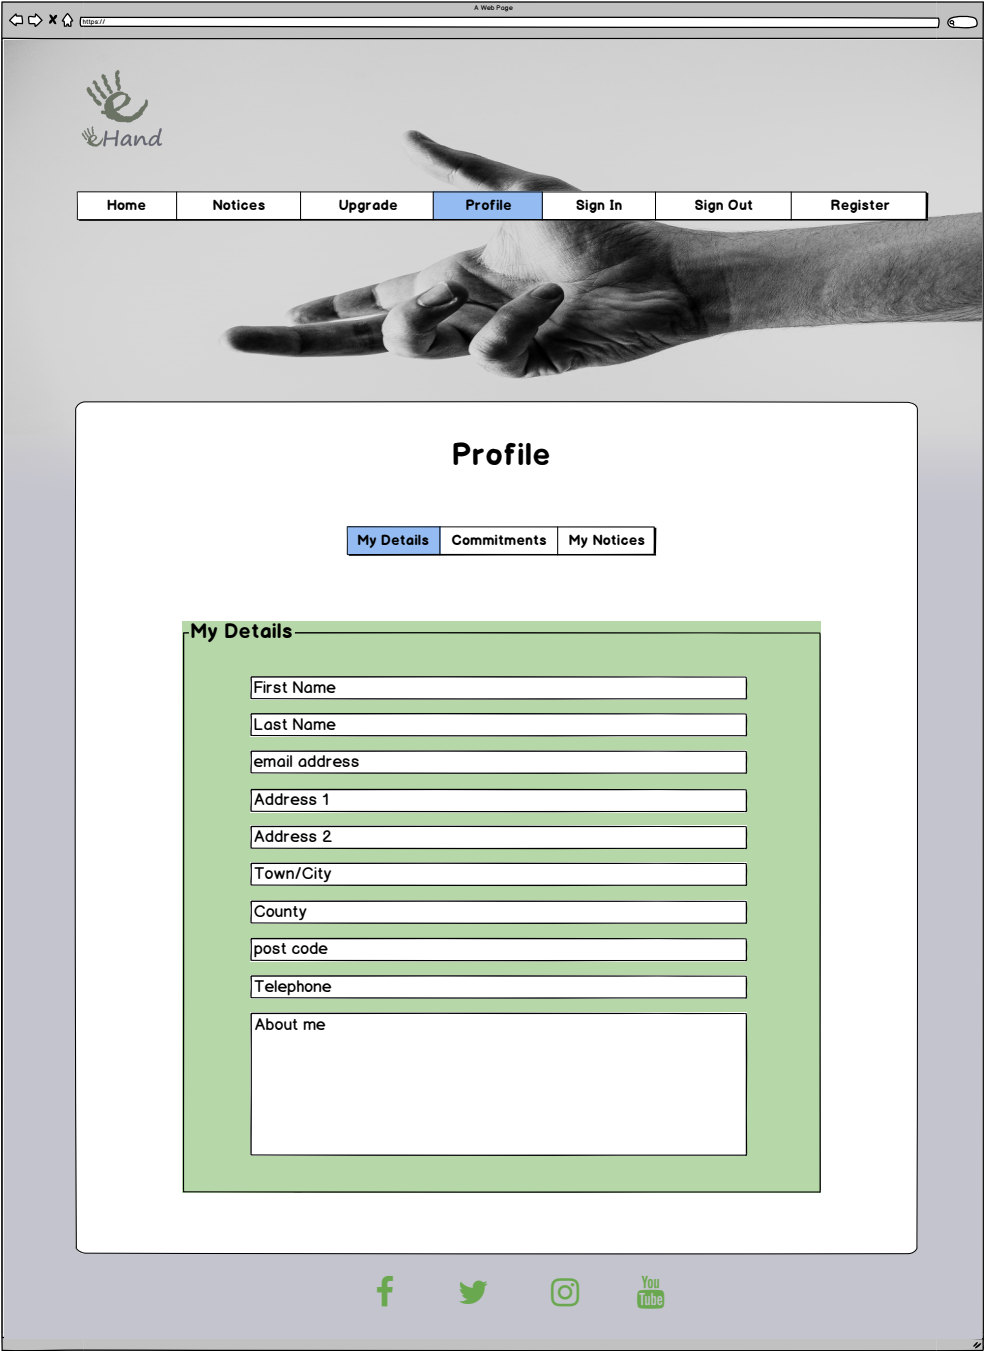 A Web Page
https://
e
eHand
Home Notices Upgrade Profile Sign In Sign Out Register
Profile
My Details Commitments My Notices
My Details
First Name
Last Name
email address
Address 1
Address 2
Town/City
County
post code
Telephone
About me
You
Tube